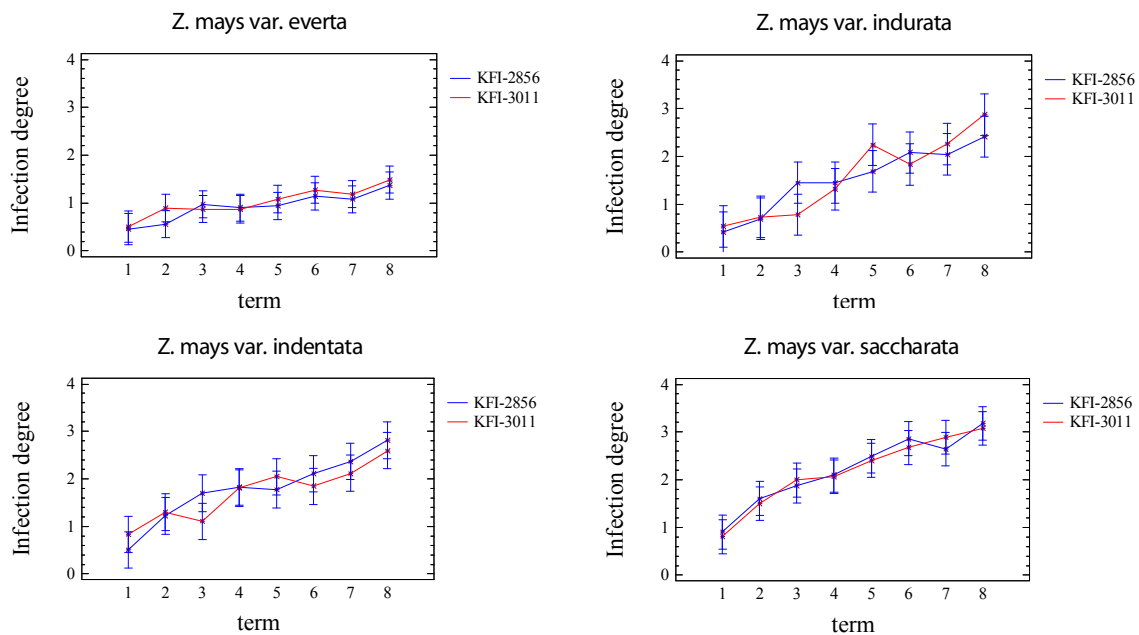 Z. mays var. everta
4
3
2
1
0
Infection degree
1 2 3 4 5 6 7 8
term
KFI-2856
KFI-3011
Z. mays var. indurata
4
3
2
1
0
Infection degree
1 2 3 4 5 6 7 8
term
KFI-2856
KFI-3011
Z. mays var. indentata
4
3
2
1
0
Infection degree
1 2 3 4 5 6 7 8
term
KFI-2856
KFI-3011
Z. mays var. saccharata
4
3
2
1
0
Infection degree
1 2 3 4 5 6 7 8
term
KFI-2856
KFI-3011